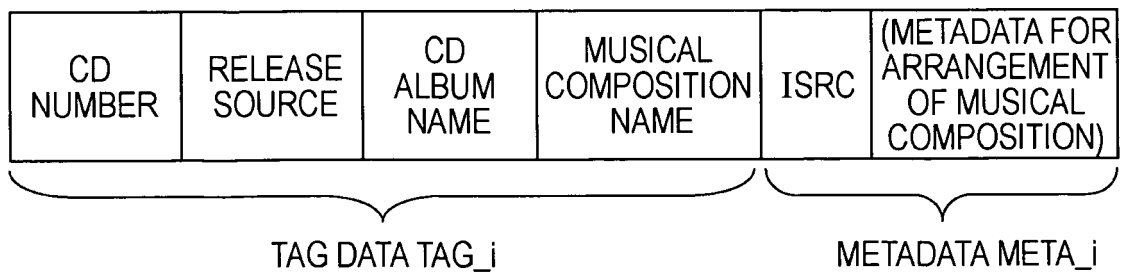 CD
NUMBER
RELEASE
SOURCE
CD
ALBUM
NAME
MUSICAL
COMPOSITION
NAME
ISRC
(METADATA FOR
ARRANGEMENT
OF MUSICAL
COMPOSITION)
TAG DATA TAG_i
METADATA META_i